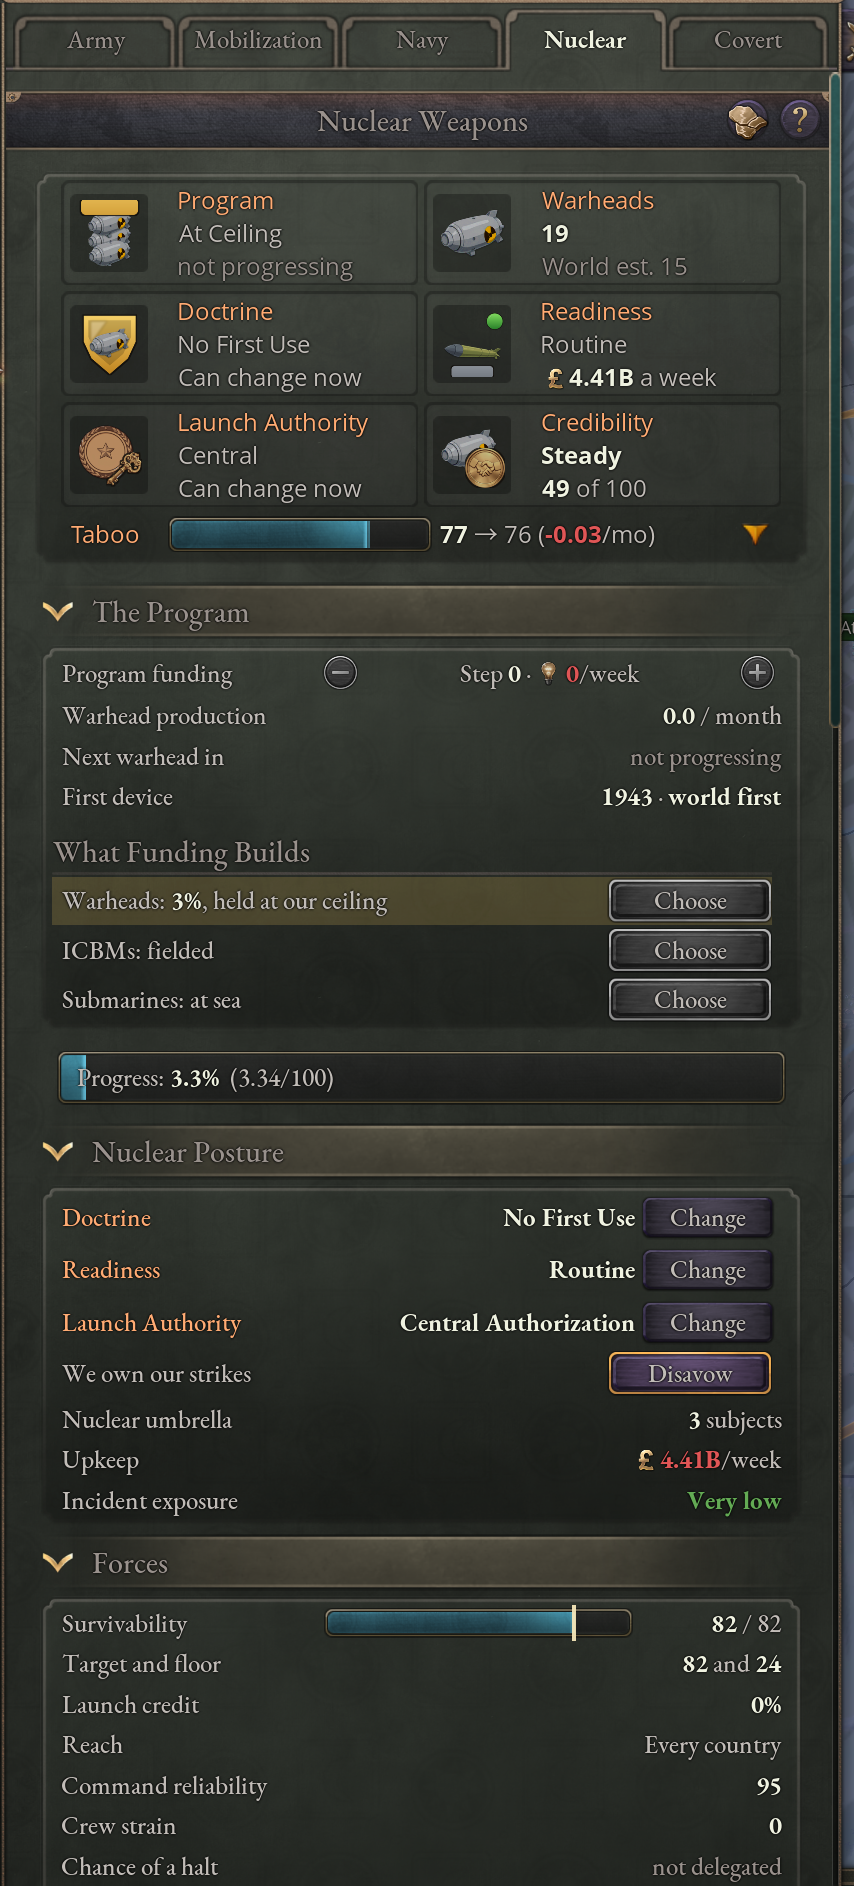 Army Mobilization Navy Nuclear Covert
Nuclear Weapons ?
Program
At Ceiling
not progressing
Warheads
19
World est. 15
Doctrine
No First Use
Can change now
Readiness
Routine
£ 4.41B a week
Launch Authority
Central
Can change now
Credibility
Steady
49 of 100
Taboo 77 → 76 (-0.03/mo)
The Program
Program funding Step 0 · 0/week
Warhead production 0.0 / month
Next warhead in not progressing
First device 1943 · world first
What Funding Builds
Warheads: 3%, held at our ceiling Choose
ICBMs: fielded Choose
Submarines: at sea Choose
Progress: 3.3% (3.34/100)
Nuclear Posture
Doctrine No First Use Change
Readiness Routine Change
Launch Authority Central Authorization Change
We own our strikes Disavow
Nuclear umbrella 3 subjects
Upkeep £ 4.41B/week
Incident exposure Very low
Forces
Survivability 82 / 82
Target and floor 82 and 24
Launch credit 0%
Reach Every country
Command reliability 95
Crew strain 0
Chance of a halt not delegated